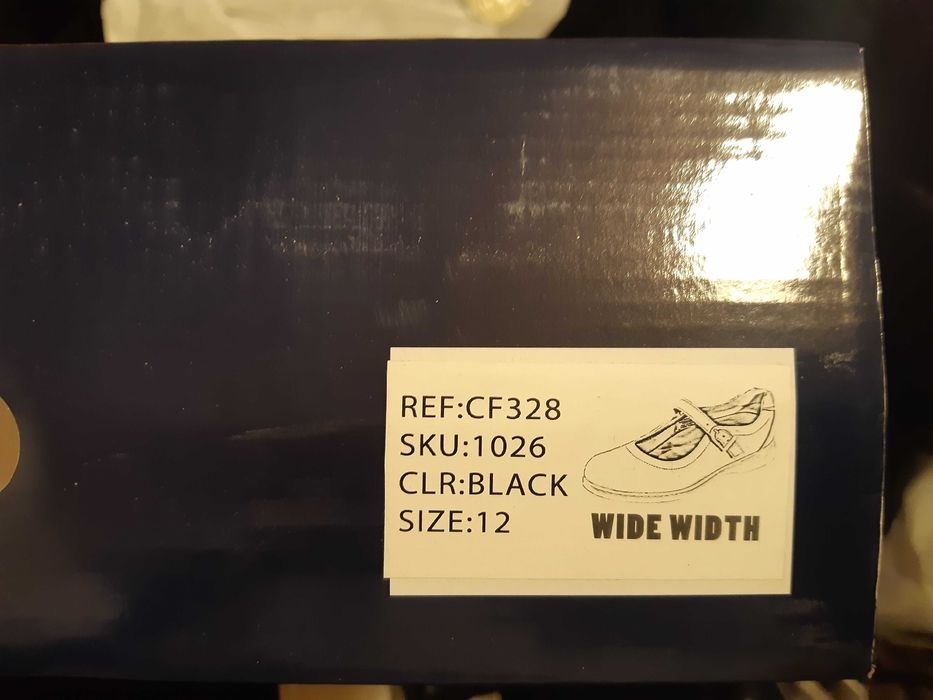 REF:CF328
SKU:1026
CLR:BLACK
SIZE:12
WIDE WIDTH